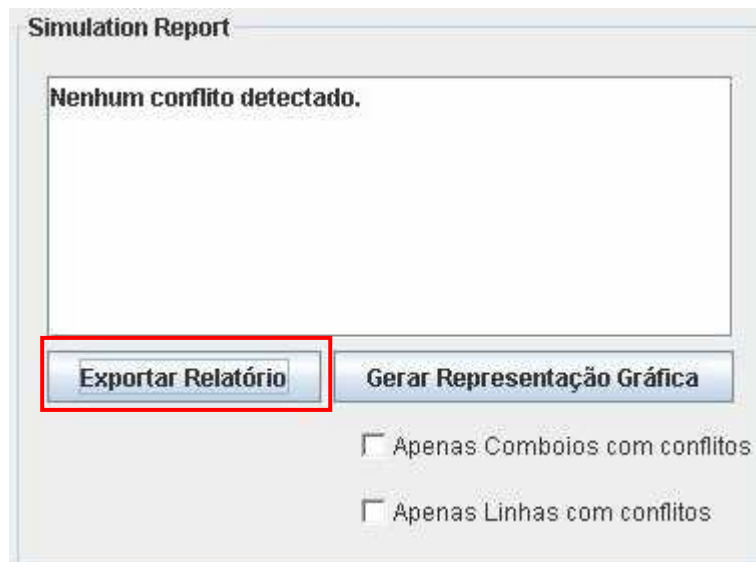 Simulation Report
Nenhum conflito detectado.
Exportar Relatório
Gerar Representação Gráfica
Apenas Comboios com conflitos
Apenas Linhas com conflitos